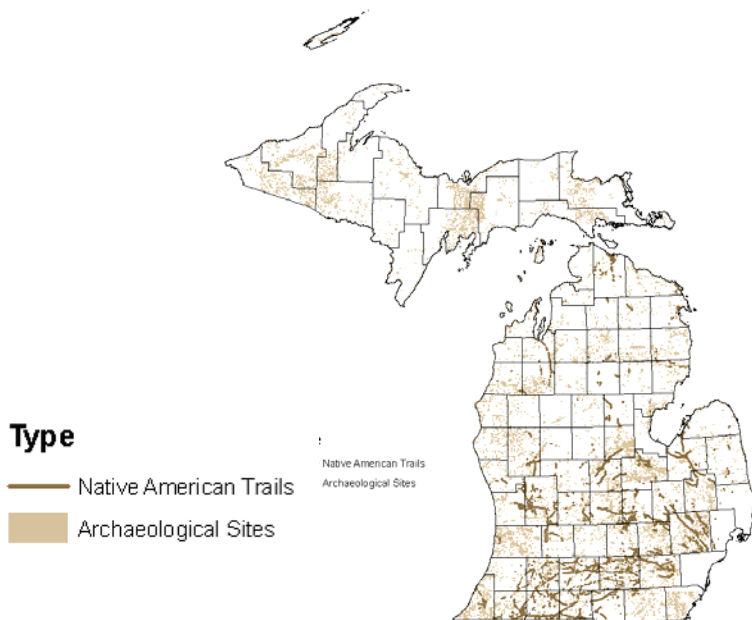 Type
Native American Trails
Archaeological Sites
Native American Trails
Archaeological Sites